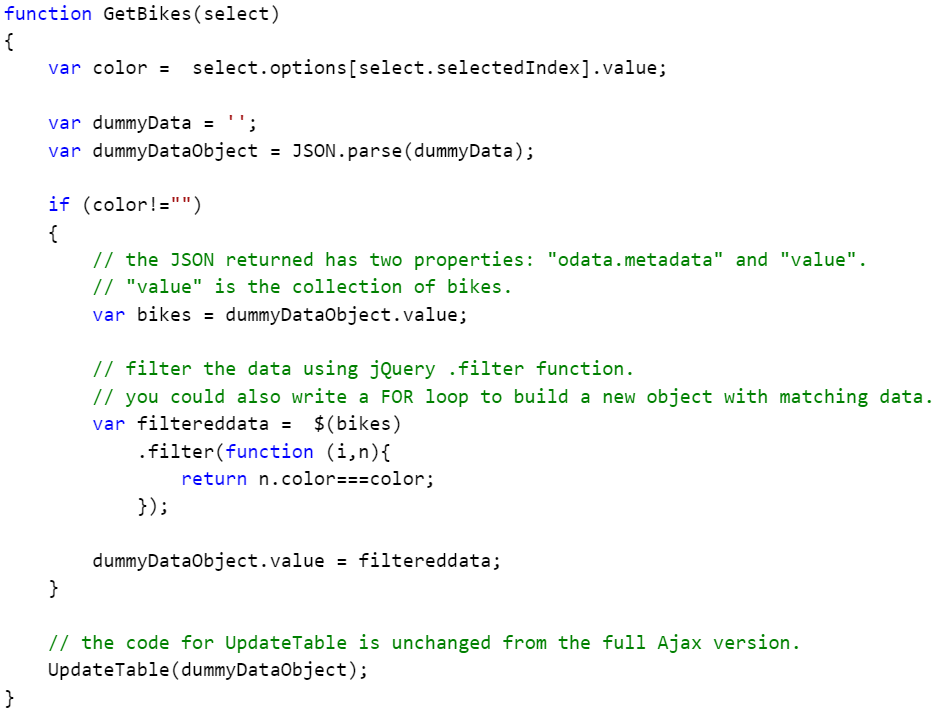 function GetBikes(select)
{
    var color =  select.options[select.selectedIndex].value;

    var dummyData = '';
    var dummyDataObject = JSON.parse(dummyData);

    if (color!="")
    {
        // the JSON returned has two properties: "odata.metadata" and "value".
        // "value" is the collection of bikes.
        var bikes = dummyDataObject.value;

        // filter the data using jQuery .filter function.
        // you could also write a FOR loop to build a new object with matching data.
        var filtereddata =  $(bikes)
            .filter(function (i,n){
                return n.color===color;
            });

        dummyDataObject.value = filtereddata;
    }

    // the code for UpdateTable is unchanged from the full Ajax version.
    UpdateTable(dummyDataObject);
}